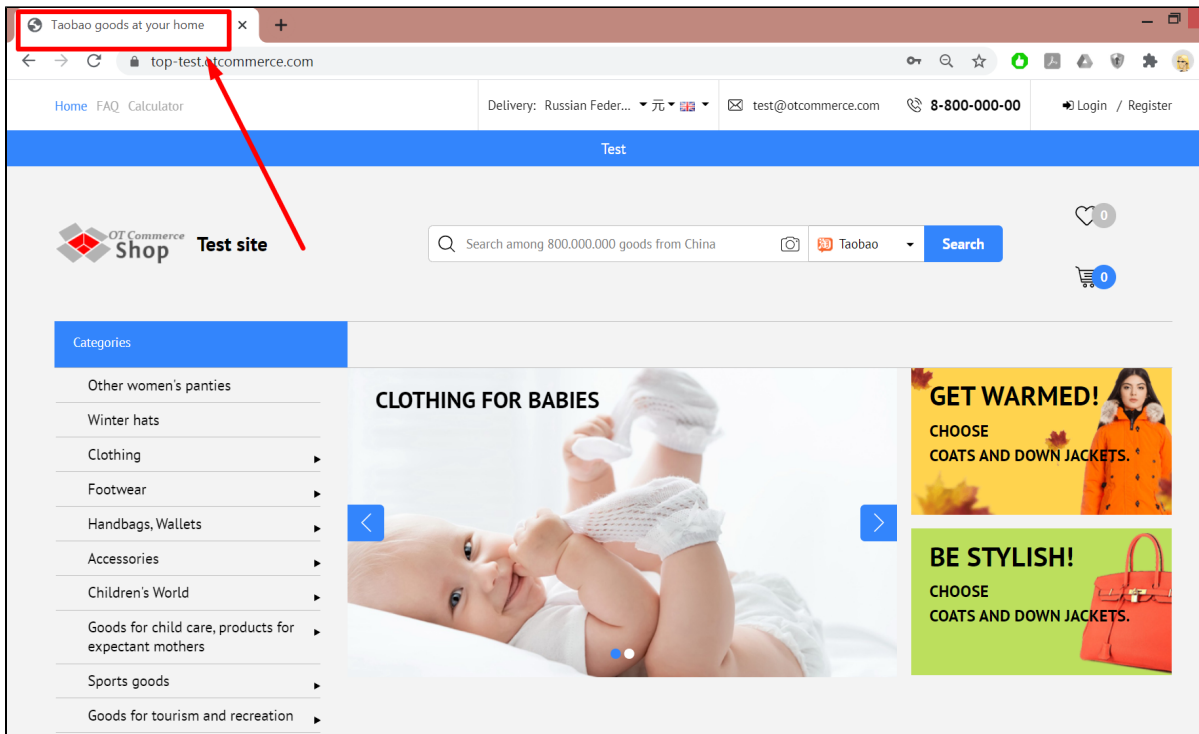 Taobao goods at your home
top-test.otcommerce.com
Home FAQ Calculator
Delivery: Russian Feder... 元
test@otcommerce.com
8-800-000-00
Login / Register
Test
OT Commerce
Shop
Test site
Search among 800.000.000 goods from China
Taobao
Search
0
0
Categories
Other women's panties
Winter hats
Clothing
Footwear
Handbags, Wallets
Accessories
Children's World
Goods for child care, products for
expectant mothers
Sports goods
Goods for tourism and recreation
CLOTHING FOR BABIES
GET WARMED!
CHOOSE
COATS AND DOWN JACKETS.
BE STYLISH!
CHOOSE
COATS AND DOWN JACKETS.